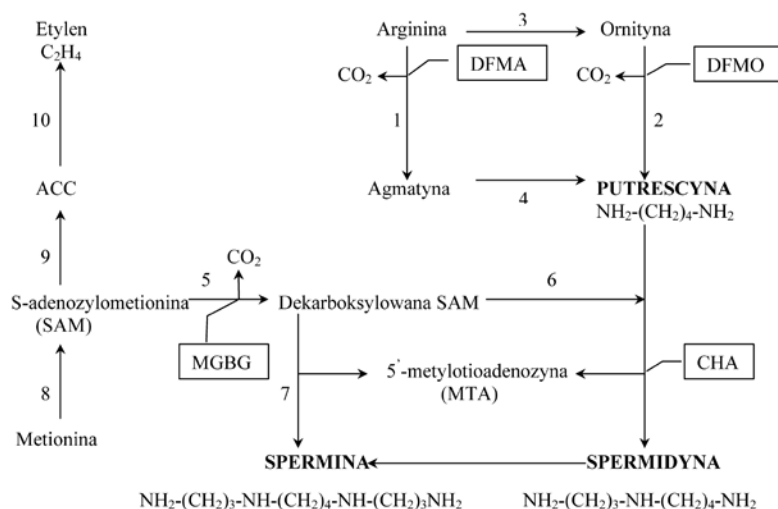 Etylen
C₂H₄
Arginina
3
Ornityna
CO₂
DFMA
CO₂
DFMO
10
1
2
ACC
Agmatyna
4
PUTRESCYNA
NH₂-(CH₂)₄-NH₂
9
5
CO₂
6
S-adenozylometionina
(SAM)
Dekarboksylowana SAM
MGBG
7
5`-metylotioadenozyna
(MTA)
CHA
8
Metionina
SPERMINA
SPERMIDYNA
NH₂-(CH₂)₃-NH-(CH₂)₄-NH-(CH₂)₃NH₂
NH₂-(CH₂)₃-NH-(CH₂)₄-NH₂